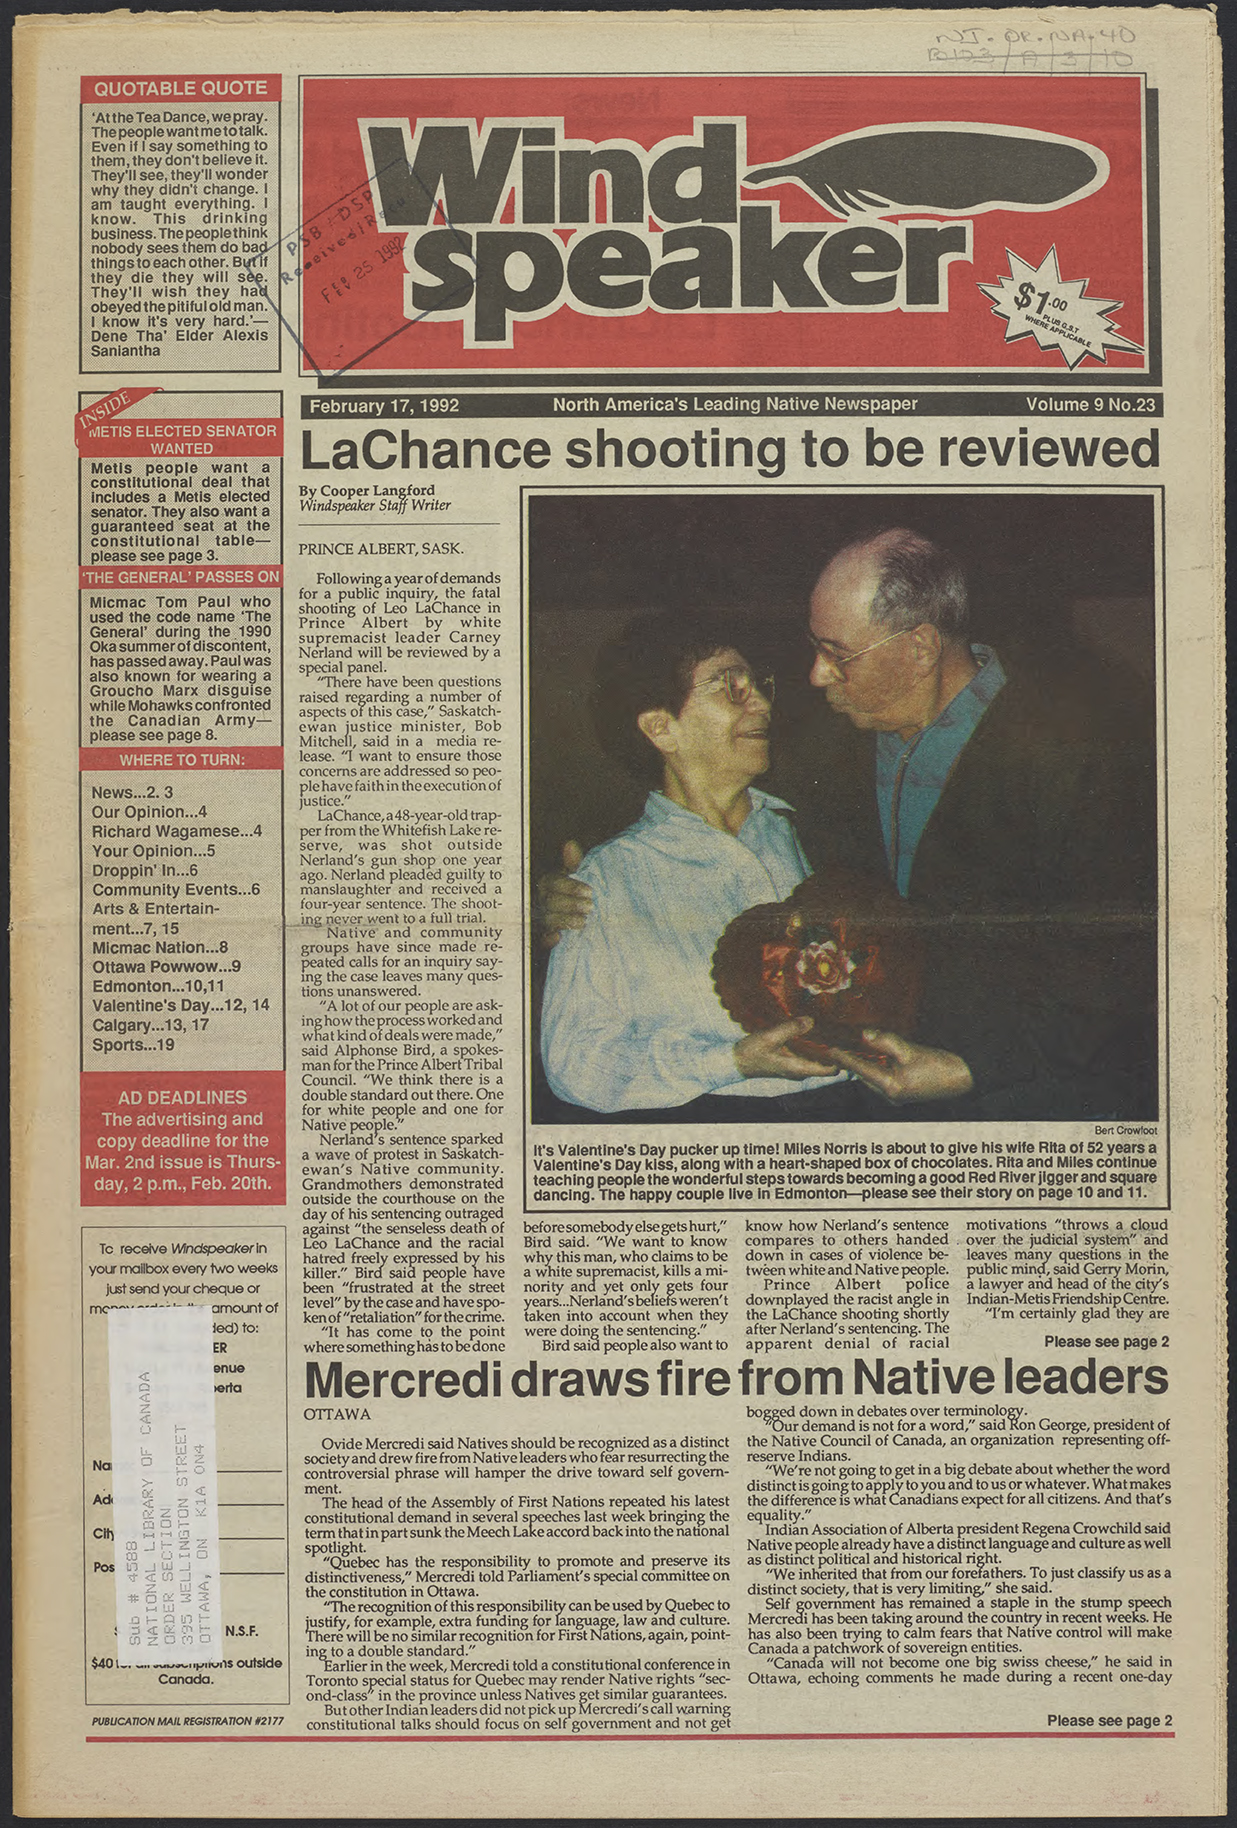 NI. OR. NA. 40
QUOTABLE QUOTE
'At the Tea Dance, we pray.
The people want me to talk.
Even if I say something to
them, they don't believe it.
They'll see, they'll wonder
why they didn't change. I
am taught everything. I
know. This drinking
business. The people think
nobody sees them do bad
things to each other. But if
they die they will see.
They'll wish they had
obeyed the pitiful old man.
I know it's very hard.'—
Dene Tha' Elder Alexis
Saniantha
Wind
speaker
PSB / DSP
FEB
FEV 25 1992
$1.00
PLUS G.S.T
WHERE APPLICABLE
February 17, 1992 North America's Leading Native Newspaper Volume 9 No.23
INSIDE
METIS ELECTED SENATOR
WANTED
Metis people want a
constitutional deal that
includes a Metis elected
senator. They also want a
guaranteed seat at the
constitutional table—
please see page 3.
'THE GENERAL' PASSES ON
Micmac Tom Paul who
used the code name 'The
General' during the 1990
Oka summer of discontent,
has passed away. Paul was
also known for wearing a
Groucho Marx disguise
while Mohawks confronted
the Canadian Army—
please see page 8.
WHERE TO TURN:
News...2. 3
Our Opinion...4
Richard Wagamese...4
Your Opinion...5
Droppin' In...6
Community Events...6
Arts & Entertain-
ment...7, 15
Micmac Nation...8
Ottawa Powwow...9
Edmonton...10,11
Valentine's Day...12, 14
Calgary...13, 17
Sports...19
AD DEADLINES
The advertising and
copy deadline for the
Mar. 2nd issue is Thurs-
day, 2 p.m., Feb. 20th.
To receive Windspeaker in
your mailbox every two weeks
just send your cheque or
money order in the amount of
ded) to:
ER
enue
berta
Na
Add
City
Pos
N.S.F.
$40 for all subscriptions outside
Canada.
Sub # 4588
NATIONAL LIBRARY OF CANADA
ORDER SECTION
395 WELLINGTON STREET
OTTAWA, ON K1A 0N4
PUBLICATION MAIL REGISTRATION #2177
LaChance shooting to be reviewed
By Cooper Langford
Windspeaker Staff Writer
PRINCE ALBERT, SASK.
Following a year of demands
for a public inquiry, the fatal
shooting of Leo LaChance in
Prince Albert by white
supremacist leader Carney
Nerland will be reviewed by a
special panel.
"There have been questions
raised regarding a number of
aspects of this case," Saskatch-
ewan justice minister, Bob
Mitchell, said in a media re-
lease. "I want to ensure those
concerns are addressed so peo-
ple have faith in the execution of
justice."
LaChance, a 48-year-old trap-
per from the Whitefish Lake re-
serve, was shot outside
Nerland's gun shop one year
ago. Nerland pleaded guilty to
manslaughter and received a
four-year sentence. The shoot-
ing never went to a full trial.
Native and community
groups have since made re-
peated calls for an inquiry say-
ing the case leaves many ques-
tions unanswered.
"A lot of our people are ask-
ing how the process worked and
what kind of deals were made,"
said Alphonse Bird, a spokes-
man for the Prince Albert Tribal
Council. "We think there is a
double standard out there. One
for white people and one for
Native people."
Nerland's sentence sparked
a wave of protest in Saskatch-
ewan's Native community.
Grandmothers demonstrated
outside the courthouse on the
day of his sentencing outraged
against "the senseless death of
Leo LaChance and the racial
hatred freely expressed by his
killer." Bird said people have
been "frustrated at the street
level" by the case and have spo-
ken of "retaliation" for the crime.
"It has come to the point
where something has to be done
Bert Crowfoot
It's Valentine's Day pucker up time! Miles Norris is about to give his wife Rita of 52 years a
Valentine's Day kiss, along with a heart-shaped box of chocolates. Rita and Miles continue
teaching people the wonderful steps towards becoming a good Red River jigger and square
dancing. The happy couple live in Edmonton—please see their story on page 10 and 11.
before somebody else gets hurt,"
Bird said. "We want to know
why this man, who claims to be
a white supremacist, kills a mi-
nority and yet only gets four
years...Nerland's beliefs weren't
taken into account when they
were doing the sentencing."
Bird said people also want to
know how Nerland's sentence
compares to others handed
down in cases of violence be-
tween white and Native people.
Prince Albert police
downplayed the racist angle in
the LaChance shooting shortly
after Nerland's sentencing. The
apparent denial of racial
motivations "throws a cloud
over the judicial system" and
leaves many questions in the
public mind, said Gerry Morin,
a lawyer and head of the city's
Indian-Metis Friendship Centre.
"I'm certainly glad they are
Please see page 2
Mercredi draws fire from Native leaders
OTTAWA
Ovide Mercredi said Natives should be recognized as a distinct
society and drew fire from Native leaders who fear resurrecting the
controversial phrase will hamper the drive toward self govern-
ment.
The head of the Assembly of First Nations repeated his latest
constitutional demand in several speeches last week bringing the
term that in part sunk the Meech Lake accord back into the national
spotlight.
"Quebec has the responsibility to promote and preserve its
distinctiveness," Mercredi told Parliament's special committee on
the constitution in Ottawa.
"The recognition of this responsibility can be used by Quebec to
justify, for example, extra funding for language, law and culture.
There will be no similar recognition for First Nations, again, point-
ing to a double standard."
Earlier in the week, Mercredi told a constitutional conference in
Toronto special status for Quebec may render Native rights "sec-
ond-class" in the province unless Natives get similar guarantees.
But other Indian leaders did not pick up Mercredi's call warning
constitutional talks should focus on self government and not get
bogged down in debates over terminology.
"Our demand is not for a word," said Ron George, president of
the Native Council of Canada, an organization representing off-
reserve Indians.
"We're not going to get in a big debate about whether the word
distinct is going to apply to you and to us or whatever. What makes
the difference is what Canadians expect for all citizens. And that's
equality."
Indian Association of Alberta president Regena Crowchild said
Native people already have a distinct language and culture as well
as distinct political and historical right.
"We inherited that from our forefathers. To just classify us as a
distinct society, that is very limiting," she said.
Self government has remained a staple in the stump speech
Mercredi has been taking around the country in recent weeks. He
has also been trying to calm fears that Native control will make
Canada a patchwork of sovereign entities.
"Canada will not become one big swiss cheese," he said in
Ottawa, echoing comments he made during a recent one-day
Please see page 2